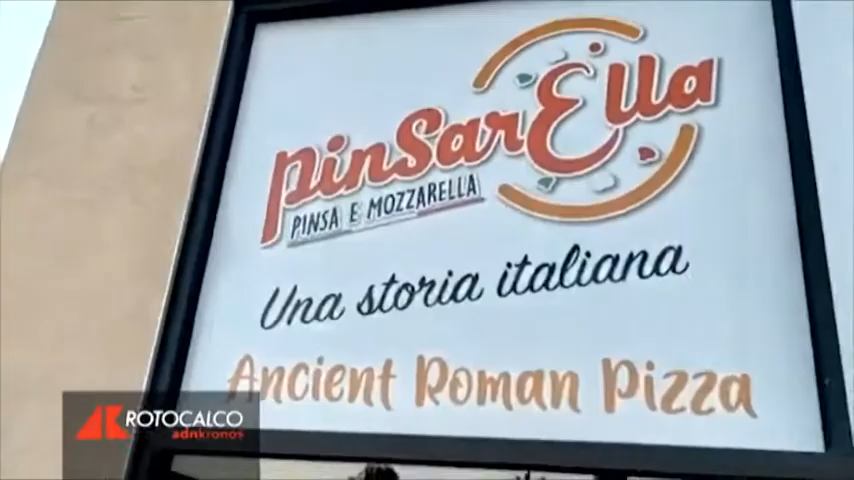 PinSarElla
PINSA E MOZZARELLA
Una storia italiana
Ancient Roman Pizza
ROTOCALCO
adnkronos